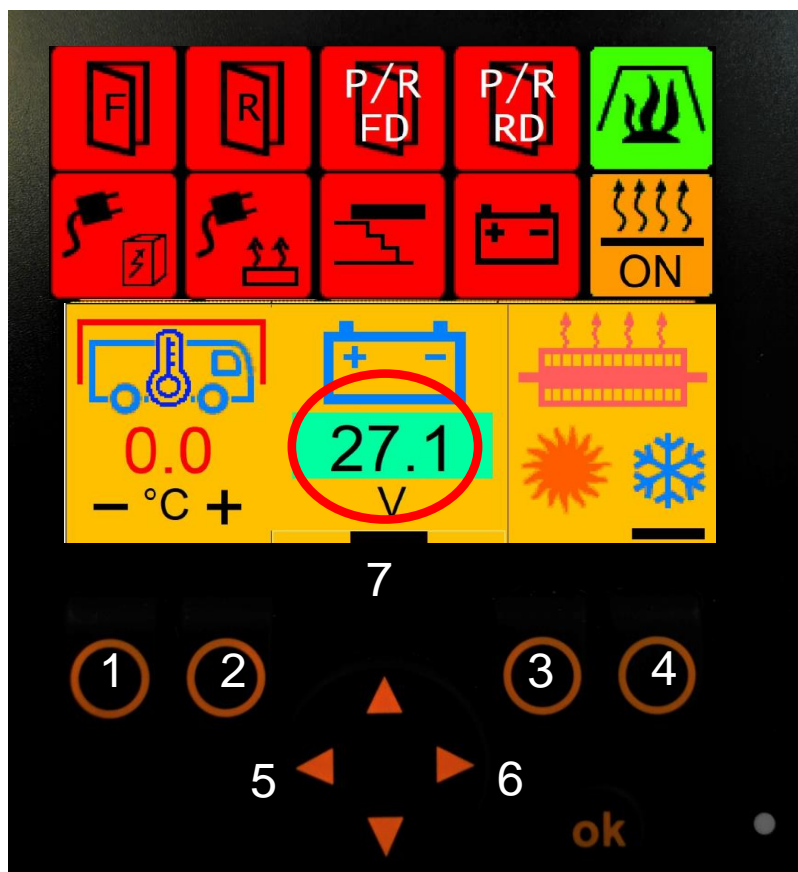 F R P/R P/R
FD RD
+ - ON
+ -
0.0 27.1
- °C + V
7
1 2 3 4
5 6
ok